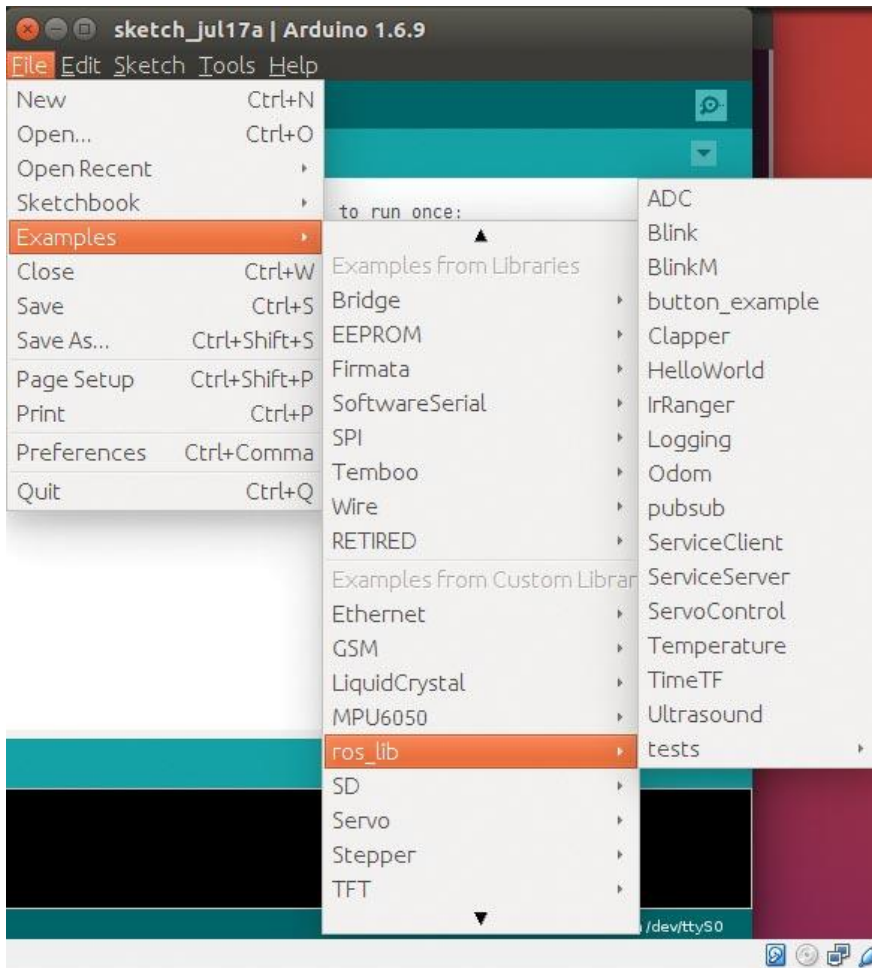 sketch_jul17a | Arduino 1.6.9
File Edit Sketch Tools Help
New Ctrl+N
Open... Ctrl+O
Open Recent
Sketchbook
Examples
Close Ctrl+W
Save Ctrl+S
Save As... Ctrl+Shift+S
Page Setup Ctrl+Shift+P
Print Ctrl+P
Preferences Ctrl+Comma
Quit Ctrl+Q
to run once:
Examples from Libraries
Bridge
EEPROM
Firmata
SoftwareSerial
SPI
Temboo
Wire
RETIRED
Examples from Custom Librar
Ethernet
GSM
LiquidCrystal
MPU6050
ros_lib
SD
Servo
Stepper
TFT
ADC
Blink
BlinkM
button_example
Clapper
HelloWorld
IrRanger
Logging
Odom
pubsub
ServiceClient
ServiceServer
ServoControl
Temperature
TimeTF
Ultrasound
tests
/dev/ttyS0